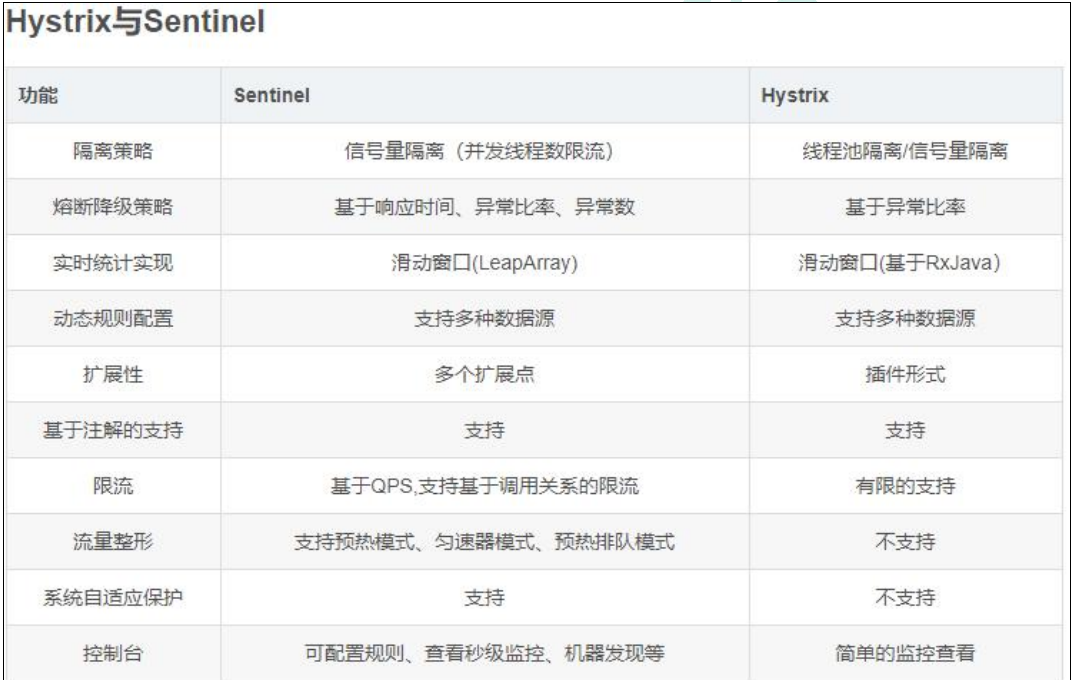 Hystrix与Sentinel
功能 Sentinel Hystrix
隔离策略 信号量隔离（并发线程数限流） 线程池隔离/信号量隔离
熔断降级策略 基于响应时间、异常比率、异常数 基于异常比率
实时统计实现 滑动窗口(LeapArray) 滑动窗口(基于RxJava）
动态规则配置 支持多种数据源 支持多种数据源
扩展性 多个扩展点 插件形式
基于注解的支持 支持 支持
限流 基于QPS,支持基于调用关系的限流 有限的支持
流量整形 支持预热模式、匀速器模式、预热排队模式 不支持
系统自适应保护 支持 不支持
控制台 可配置规则、查看秒级监控、机器发现等 简单的监控查看